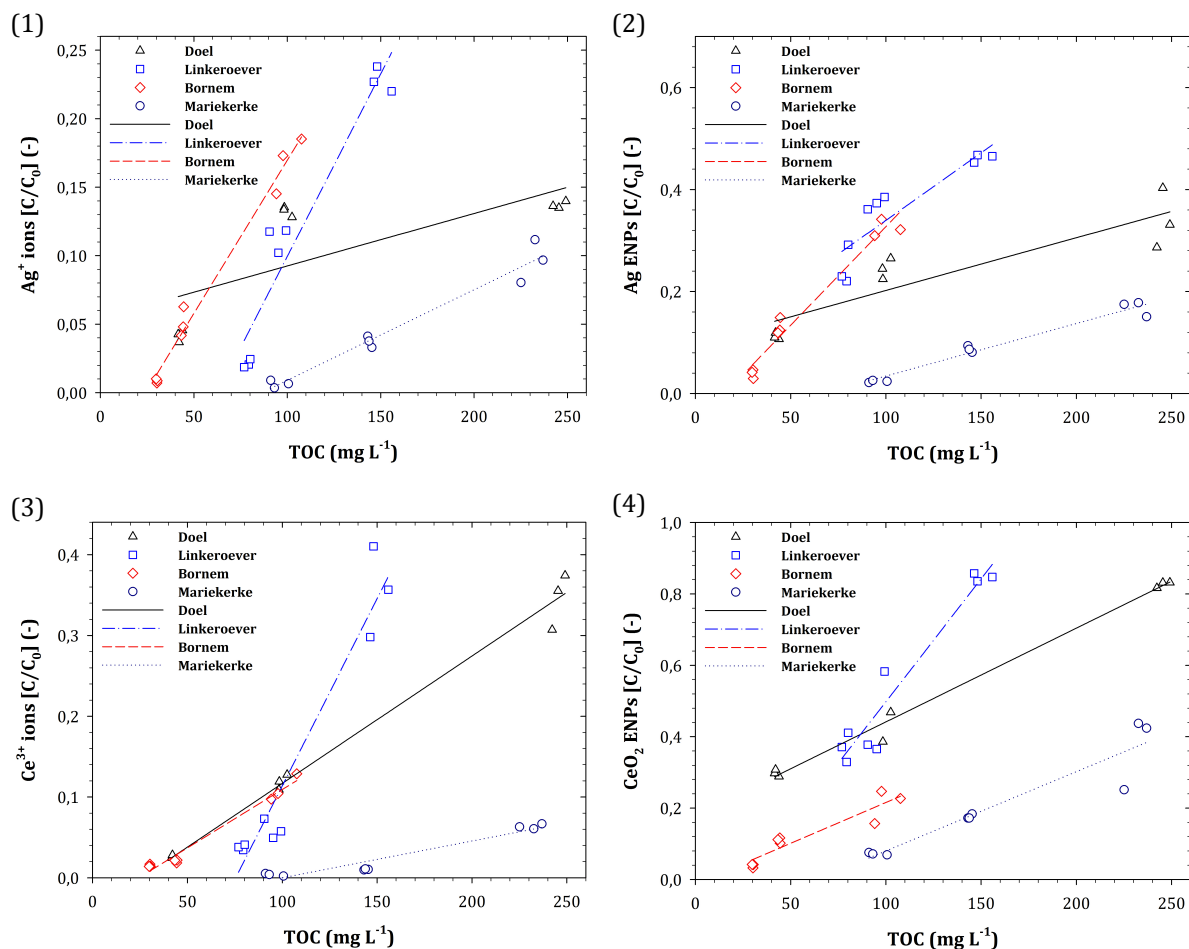 (1)
Ag⁺ ions [C/C₀] (-)
0,25
0,20
0,15
0,10
0,05
0,00
Doel
Linkeroever
Bornem
Mariekerke
Doel
Linkeroever
Bornem
Mariekerke
0 50 100 150 200 250
TOC (mg L⁻¹)
(2)
Ag ENPs [C/C₀] (-)
0,6
0,4
0,2
0,0
Doel
Linkeroever
Bornem
Mariekerke
Doel
Linkeroever
Bornem
Mariekerke
0 50 100 150 200 250
TOC (mg L⁻¹)
(3)
Ce³⁺ ions [C/C₀] (-)
0,4
0,3
0,2
0,1
0,0
Doel
Linkeroever
Bornem
Mariekerke
Doel
Linkeroever
Bornem
Mariekerke
0 50 100 150 200 250
TOC (mg L⁻¹)
(4)
CeO₂ ENPs [C/C₀] (-)
1,0
0,8
0,6
0,4
0,2
0,0
Doel
Linkeroever
Bornem
Mariekerke
Doel
Linkeroever
Bornem
Mariekerke
0 50 100 150 200 250
TOC (mg L⁻¹)